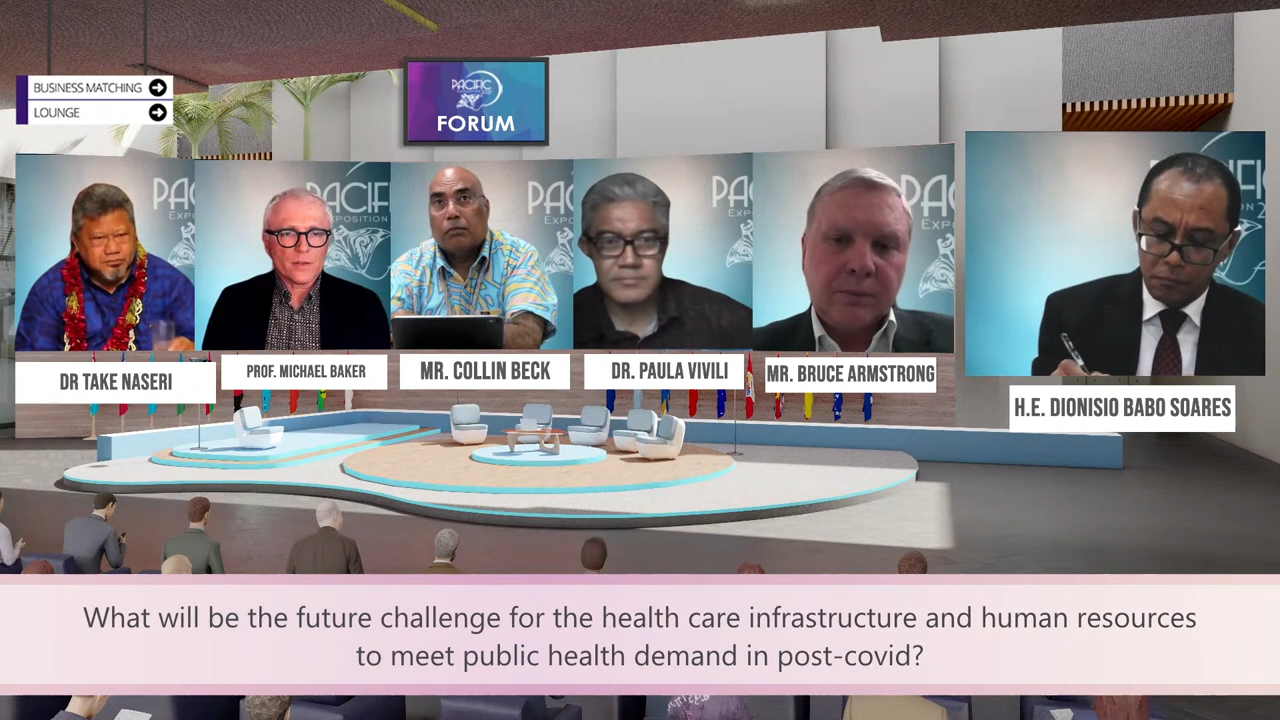 BUSINESS MATCHING
LOUNGE
PACIFIC
FORUM
DR TAKE NASERI
PROF. MICHAEL BAKER
MR. COLLIN BECK
DR. PAULA VIVILI
MR. BRUCE ARMSTRONG
H.E. DIONISIO BABO SOARES
What will be the future challenge for the health care infrastructure and human resources
to meet public health demand in post-covid?